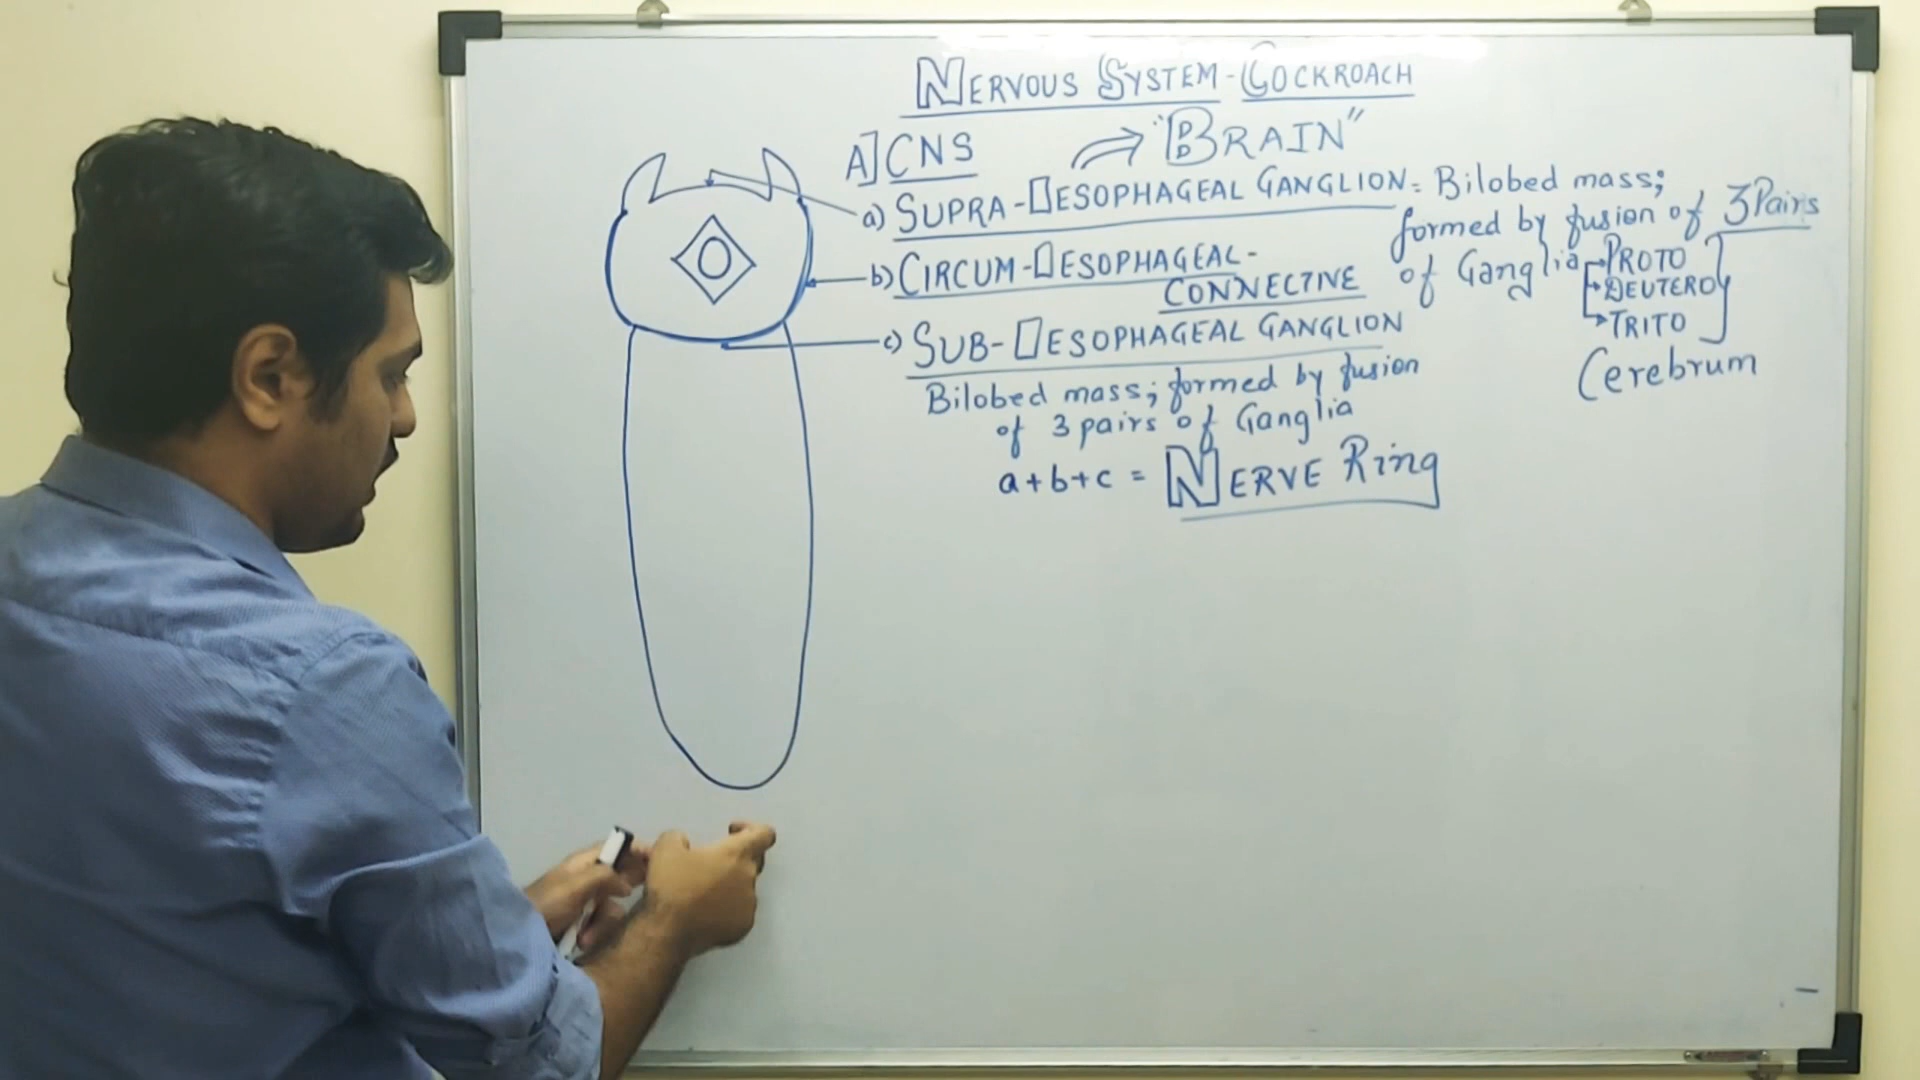 NERVOUS SYSTEM - COCKROACH
A] CNS ⇒ "BRAIN"
a) SUPRA-OESOPHAGEAL GANGLION = Bilobed mass;
formed by fusion of 3 Pairs
of Ganglia → PROTO
→ DEUTERO
→ TRITO
Cerebrum
b) CIRCUM-OESOPHAGEAL-
CONNECTIVE
c) SUB-OESOPHAGEAL GANGLION
Bilobed mass; formed by fusion
of 3 pairs of Ganglia
a+b+c = NERVE Ring